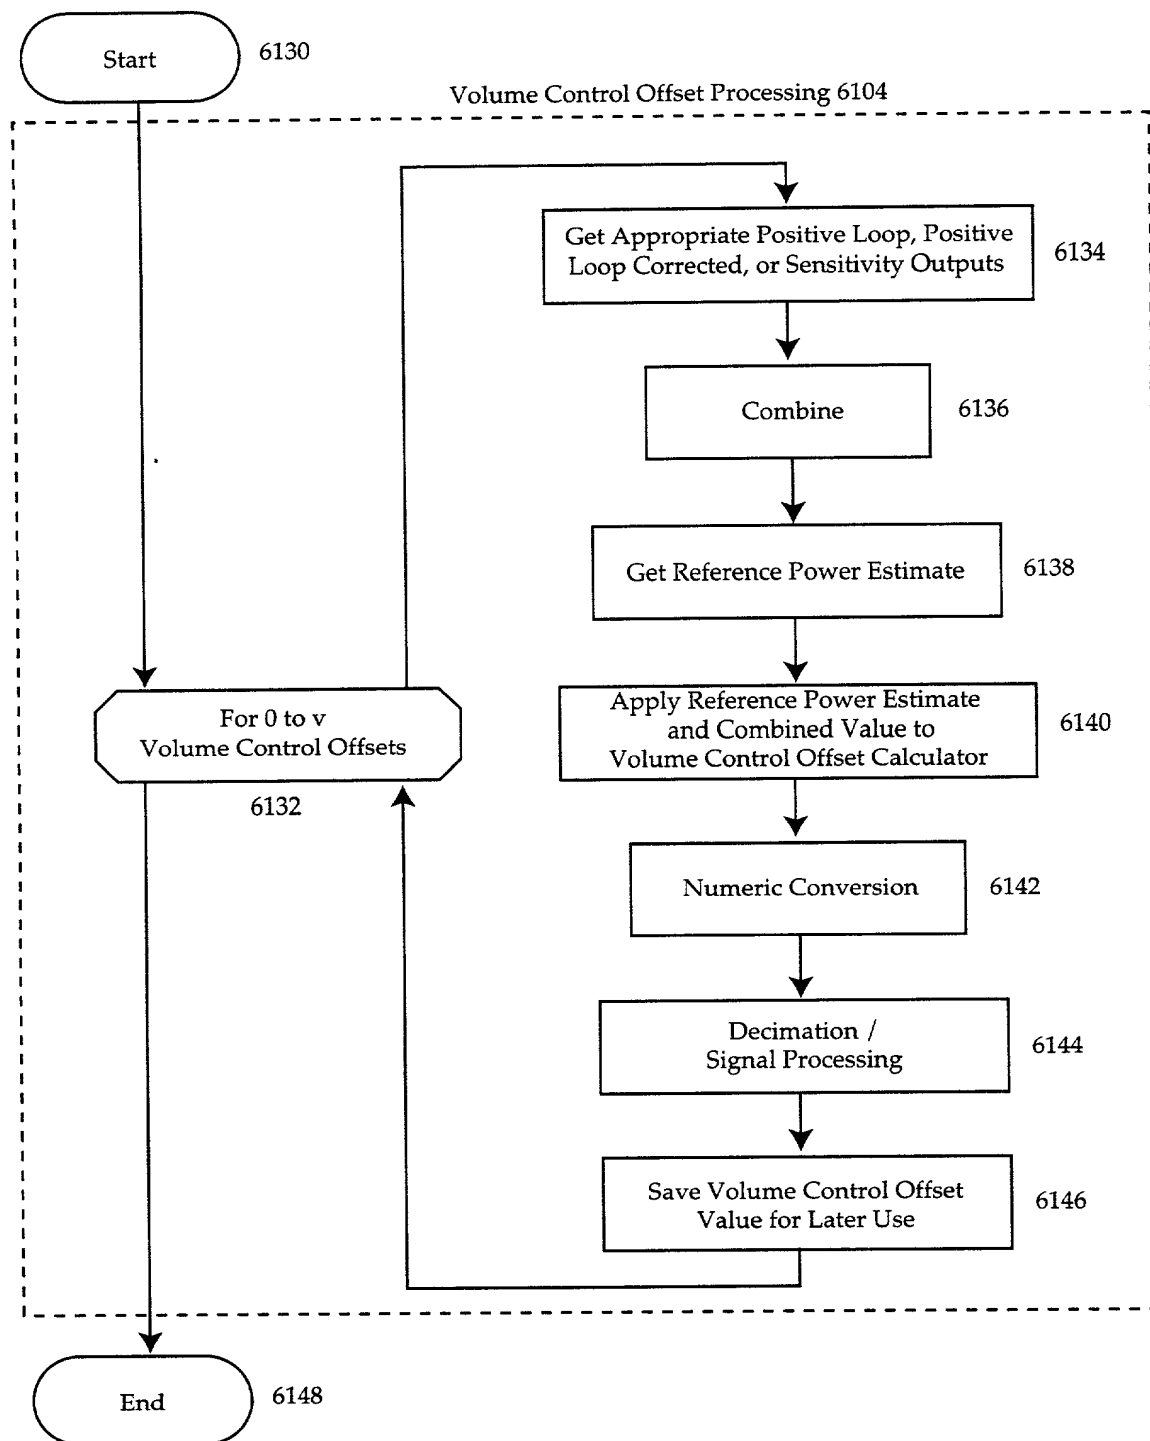 Start
6130
Volume Control Offset Processing 6104
Get Appropriate Positive Loop, Positive
Loop Corrected, or Sensitivity Outputs
6134
Combine
6136
Get Reference Power Estimate
6138
For 0 to v
Volume Control Offsets
6132
Apply Reference Power Estimate
and Combined Value to
Volume Control Offset Calculator
6140
Numeric Conversion
6142
Decimation /
Signal Processing
6144
Save Volume Control Offset
Value for Later Use
6146
End
6148